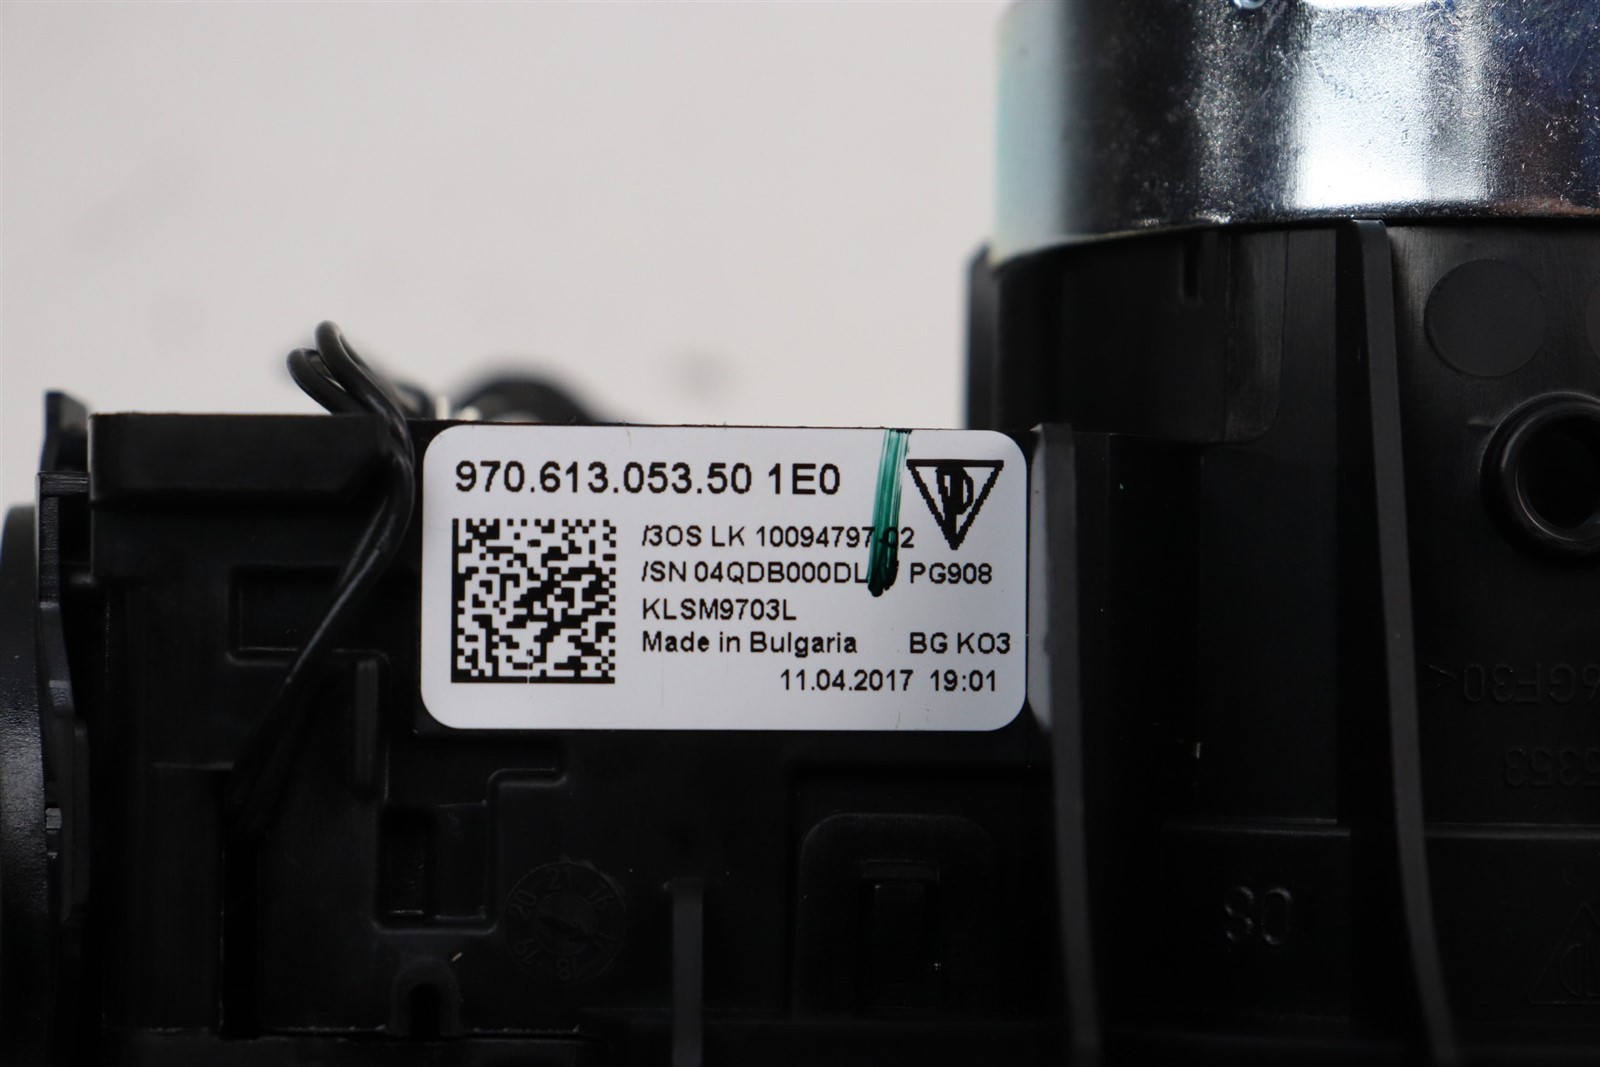 970.613.053.50 1E0
/3OS LK 10094797-02
/SN 04QDB000DL PG908
KLSM9703L
Made in Bulgaria BG KO3
11.04.2017 19:01